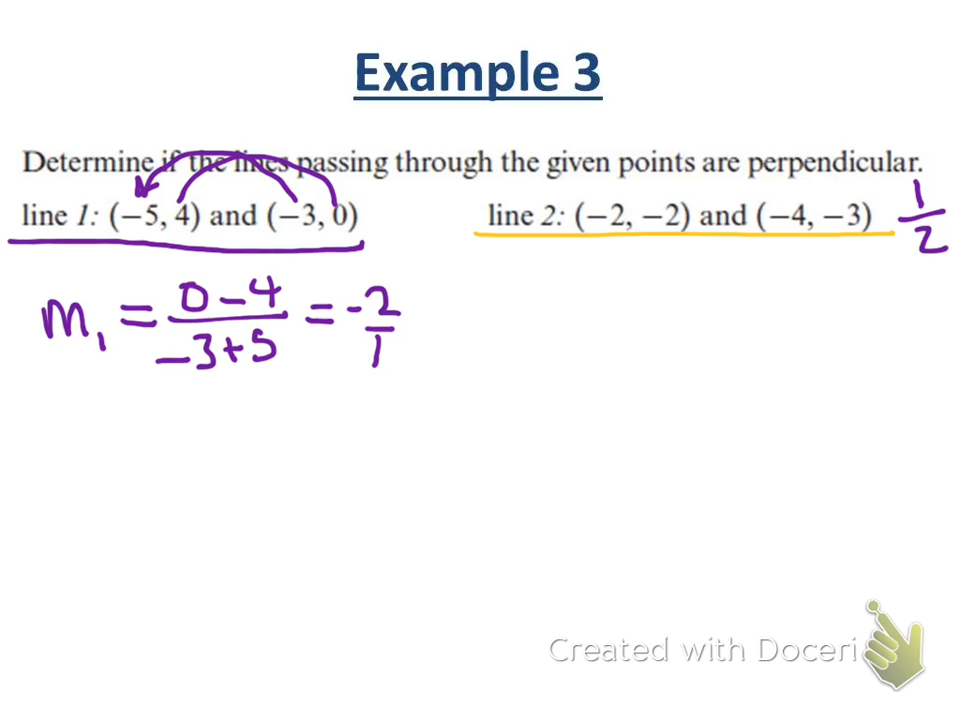 Example 3
Determine if the lines passing through the given points are perpendicular.
line 1: (−5, 4) and (−3, 0)
line 2: (−2, −2) and (−4, −3)
1/2
m₁ = (0 − 4)/(−3 + 5) = -2/1
Created with Doceri